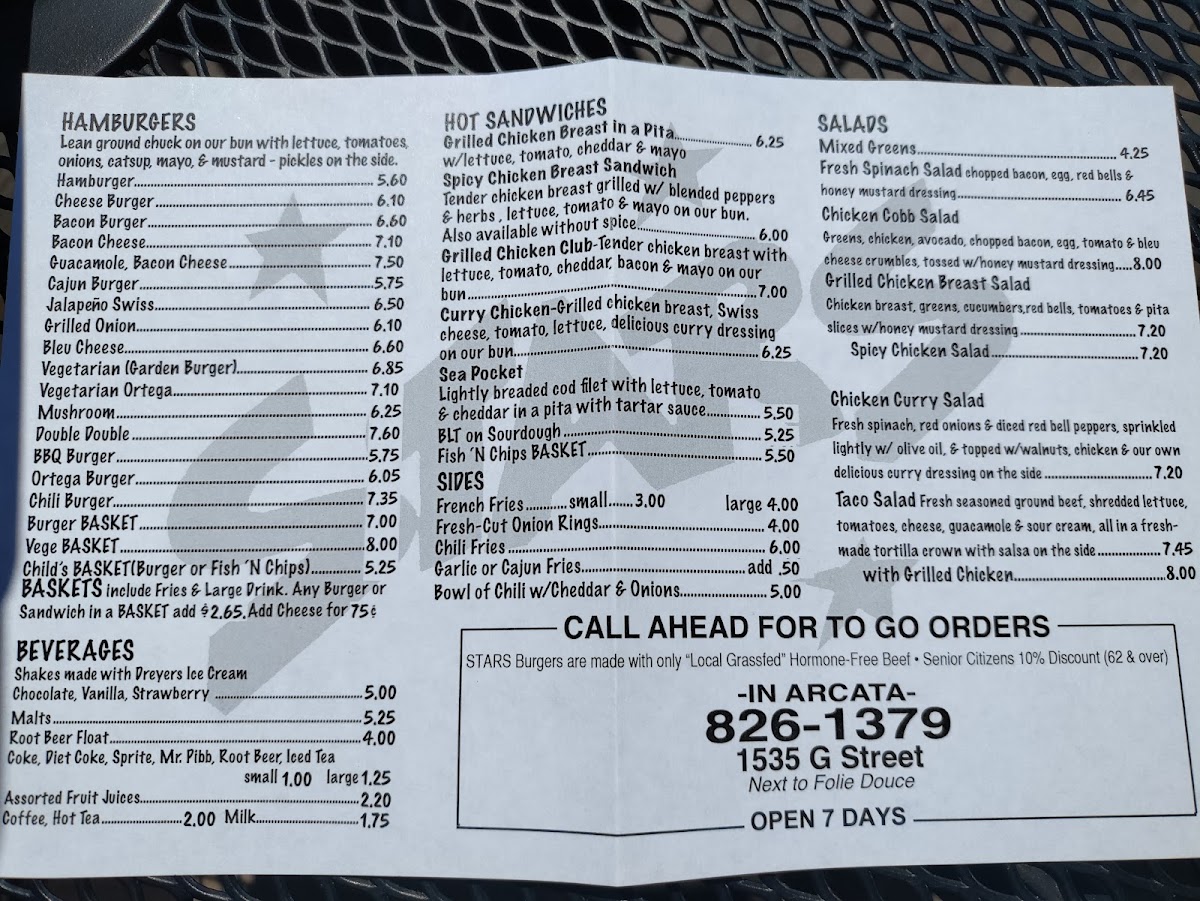 HAMBURGERS
Lean ground chuck on our bun with lettuce, tomatoes,
onions, catsup, mayo, & mustard - pickles on the side.
Hamburger 5.60
Cheese Burger 6.10
Bacon Burger 6.60
Bacon Cheese 7.10
Guacamole, Bacon Cheese 7.50
Cajun Burger 5.75
Jalapeño Swiss 6.50
Grilled Onion 6.10
Bleu Cheese 6.60
Vegetarian (Garden Burger) 6.85
Vegetarian Ortega 7.10
Mushroom 6.25
Double Double 7.60
BBQ Burger 5.75
Ortega Burger 6.05
Chili Burger 7.35
Burger BASKET 7.00
Vege BASKET 8.00
Child's BASKET(Burger or Fish 'N Chips) 5.25
BASKETS include Fries & Large Drink. Any Burger or
Sandwich in a BASKET add $2.65. Add Cheese for 75¢
BEVERAGES
Shakes made with Dreyers Ice Cream
Chocolate, Vanilla, Strawberry 5.00
Malts 5.25
Root Beer Float 4.00
Coke, Diet Coke, Sprite, Mr. Pibb, Root Beer, Iced Tea
small 1.00 large 1.25
Assorted Fruit Juices 2.20
Coffee, Hot Tea 2.00 Milk 1.75
HOT SANDWICHES
Grilled Chicken Breast in a Pita 6.25
w/lettuce, tomato, cheddar & mayo
Spicy Chicken Breast Sandwich
Tender chicken breast grilled w/ blended peppers
& herbs , lettuce, tomato & mayo on our bun.
Also available without spice 6.00
Grilled Chicken Club-Tender chicken breast with
lettuce, tomato, cheddar, bacon & mayo on our
bun 7.00
Curry Chicken-Grilled chicken breast, Swiss
cheese, tomato, lettuce, delicious curry dressing
on our bun 6.25
Sea Pocket
Lightly breaded cod filet with lettuce, tomato
& cheddar in a pita with tartar sauce 5.50
BLT on Sourdough 5.25
Fish 'N Chips BASKET 5.50
SIDES
French Fries small 3.00 large 4.00
Fresh-Cut Onion Rings 4.00
Chili Fries 6.00
Garlic or Cajun Fries add .50
Bowl of Chili w/Cheddar & Onions 5.00
SALADS
Mixed Greens 4.25
Fresh Spinach Salad chopped bacon, egg, red bells &
honey mustard dressing 6.45
Chicken Cobb Salad
Greens, chicken, avocado, chopped bacon, egg, tomato & bleu
cheese crumbles, tossed w/honey mustard dressing 8.00
Grilled Chicken Breast Salad
Chicken breast, greens, cucumbers,red bells, tomatoes & pita
slices w/honey mustard dressing 7.20
Spicy Chicken Salad 7.20
Chicken Curry Salad
Fresh spinach, red onions & diced red bell peppers, sprinkled
lightly w/ olive oil, & topped w/walnuts, chicken & our own
delicious curry dressing on the side 7.20
Taco Salad Fresh seasoned ground beef, shredded lettuce,
tomatoes, cheese, guacamole & sour cream, all in a fresh-
made tortilla crown with salsa on the side 7.45
with Grilled Chicken 8.00
STARS
CALL AHEAD FOR TO GO ORDERS
STARS Burgers are made with only "Local Grassfed" Hormone-Free Beef • Senior Citizens 10% Discount (62 & over)
-IN ARCATA-
826-1379
1535 G Street
Next to Folie Douce
OPEN 7 DAYS